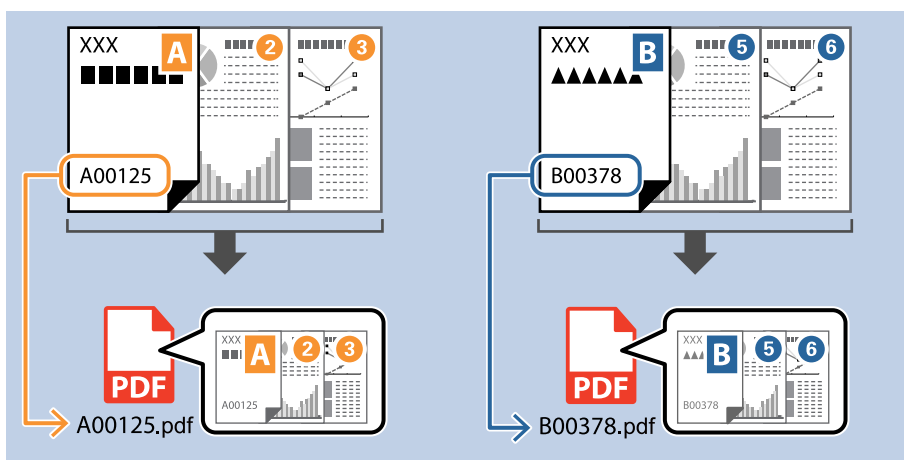 XXX A 2 3
A00125
XXX B 5 6
B00378
PDF
XXX A 2 3
A00125
A00125.pdf
PDF
XXX B 5 6
B00378
B00378.pdf